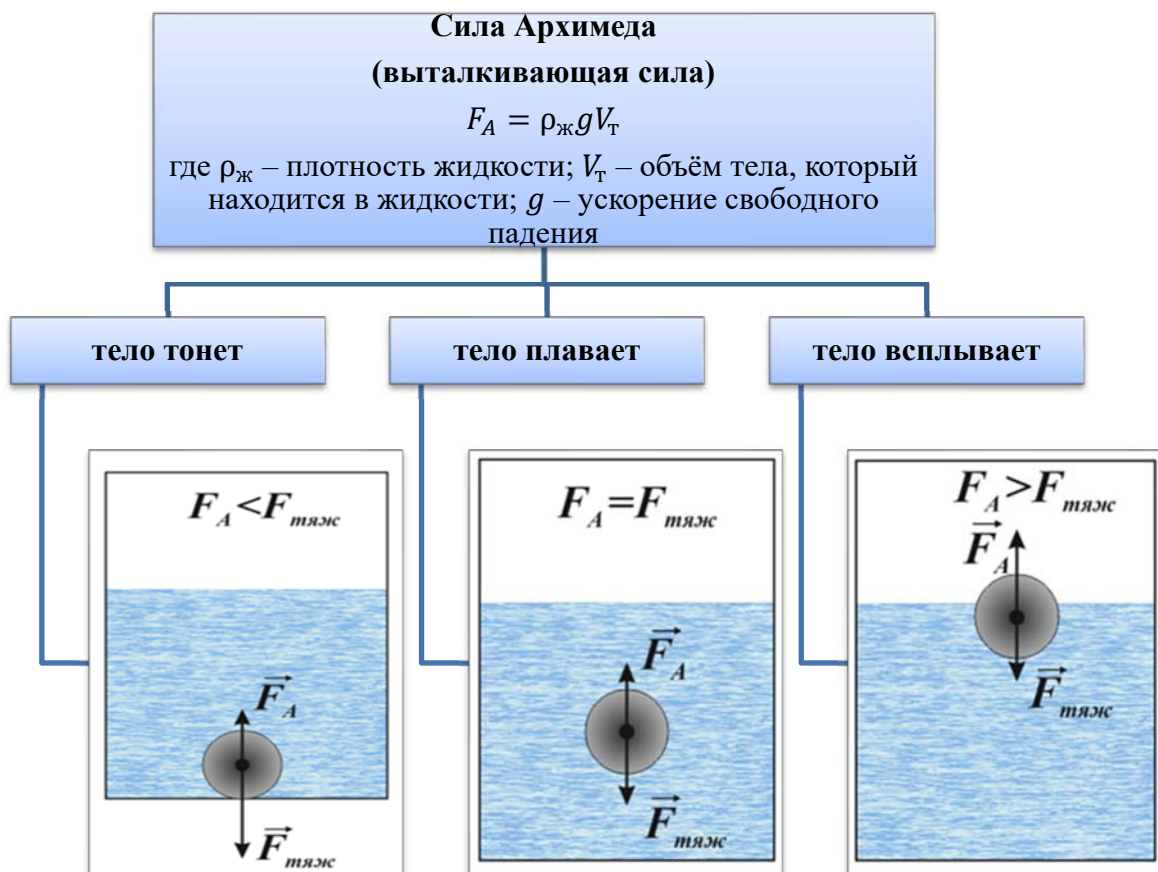 Сила Архимеда
(выталкивающая сила)
F_A = ρ_ж gV_т
где ρ_ж – плотность жидкости; V_т – объём тела, который
находится в жидкости; g – ускорение свободного
падения
тело тонет
тело плавает
тело всплывает
F_A<F_тяж
F_A
F_тяж
F_A=F_тяж
F_A
F_тяж
F_A>F_тяж
F_A
F_тяж